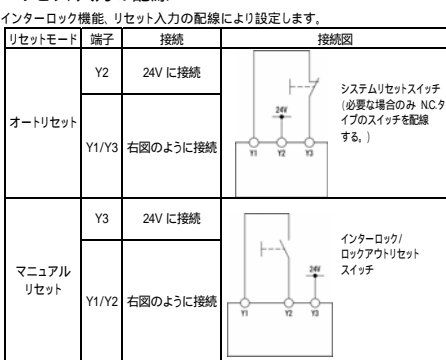 インターロック機能、リセット入力の配線により設定します。
リセットモード 端子 接続 接続図
オートリセット
Y2 24V に接続
Y1/Y3 右図のように接続
24V
Y1 Y2 Y3
システムリセットスイッチ
(必要な場合のみ N.C.タ
イプのスイッチを配線
する。)
マニュアル
リセット
Y3 24V に接続
Y1/Y2 右図のように接続
24V
Y1 Y2 Y3
インターロック/
ロックアウトリセット
スイッチ